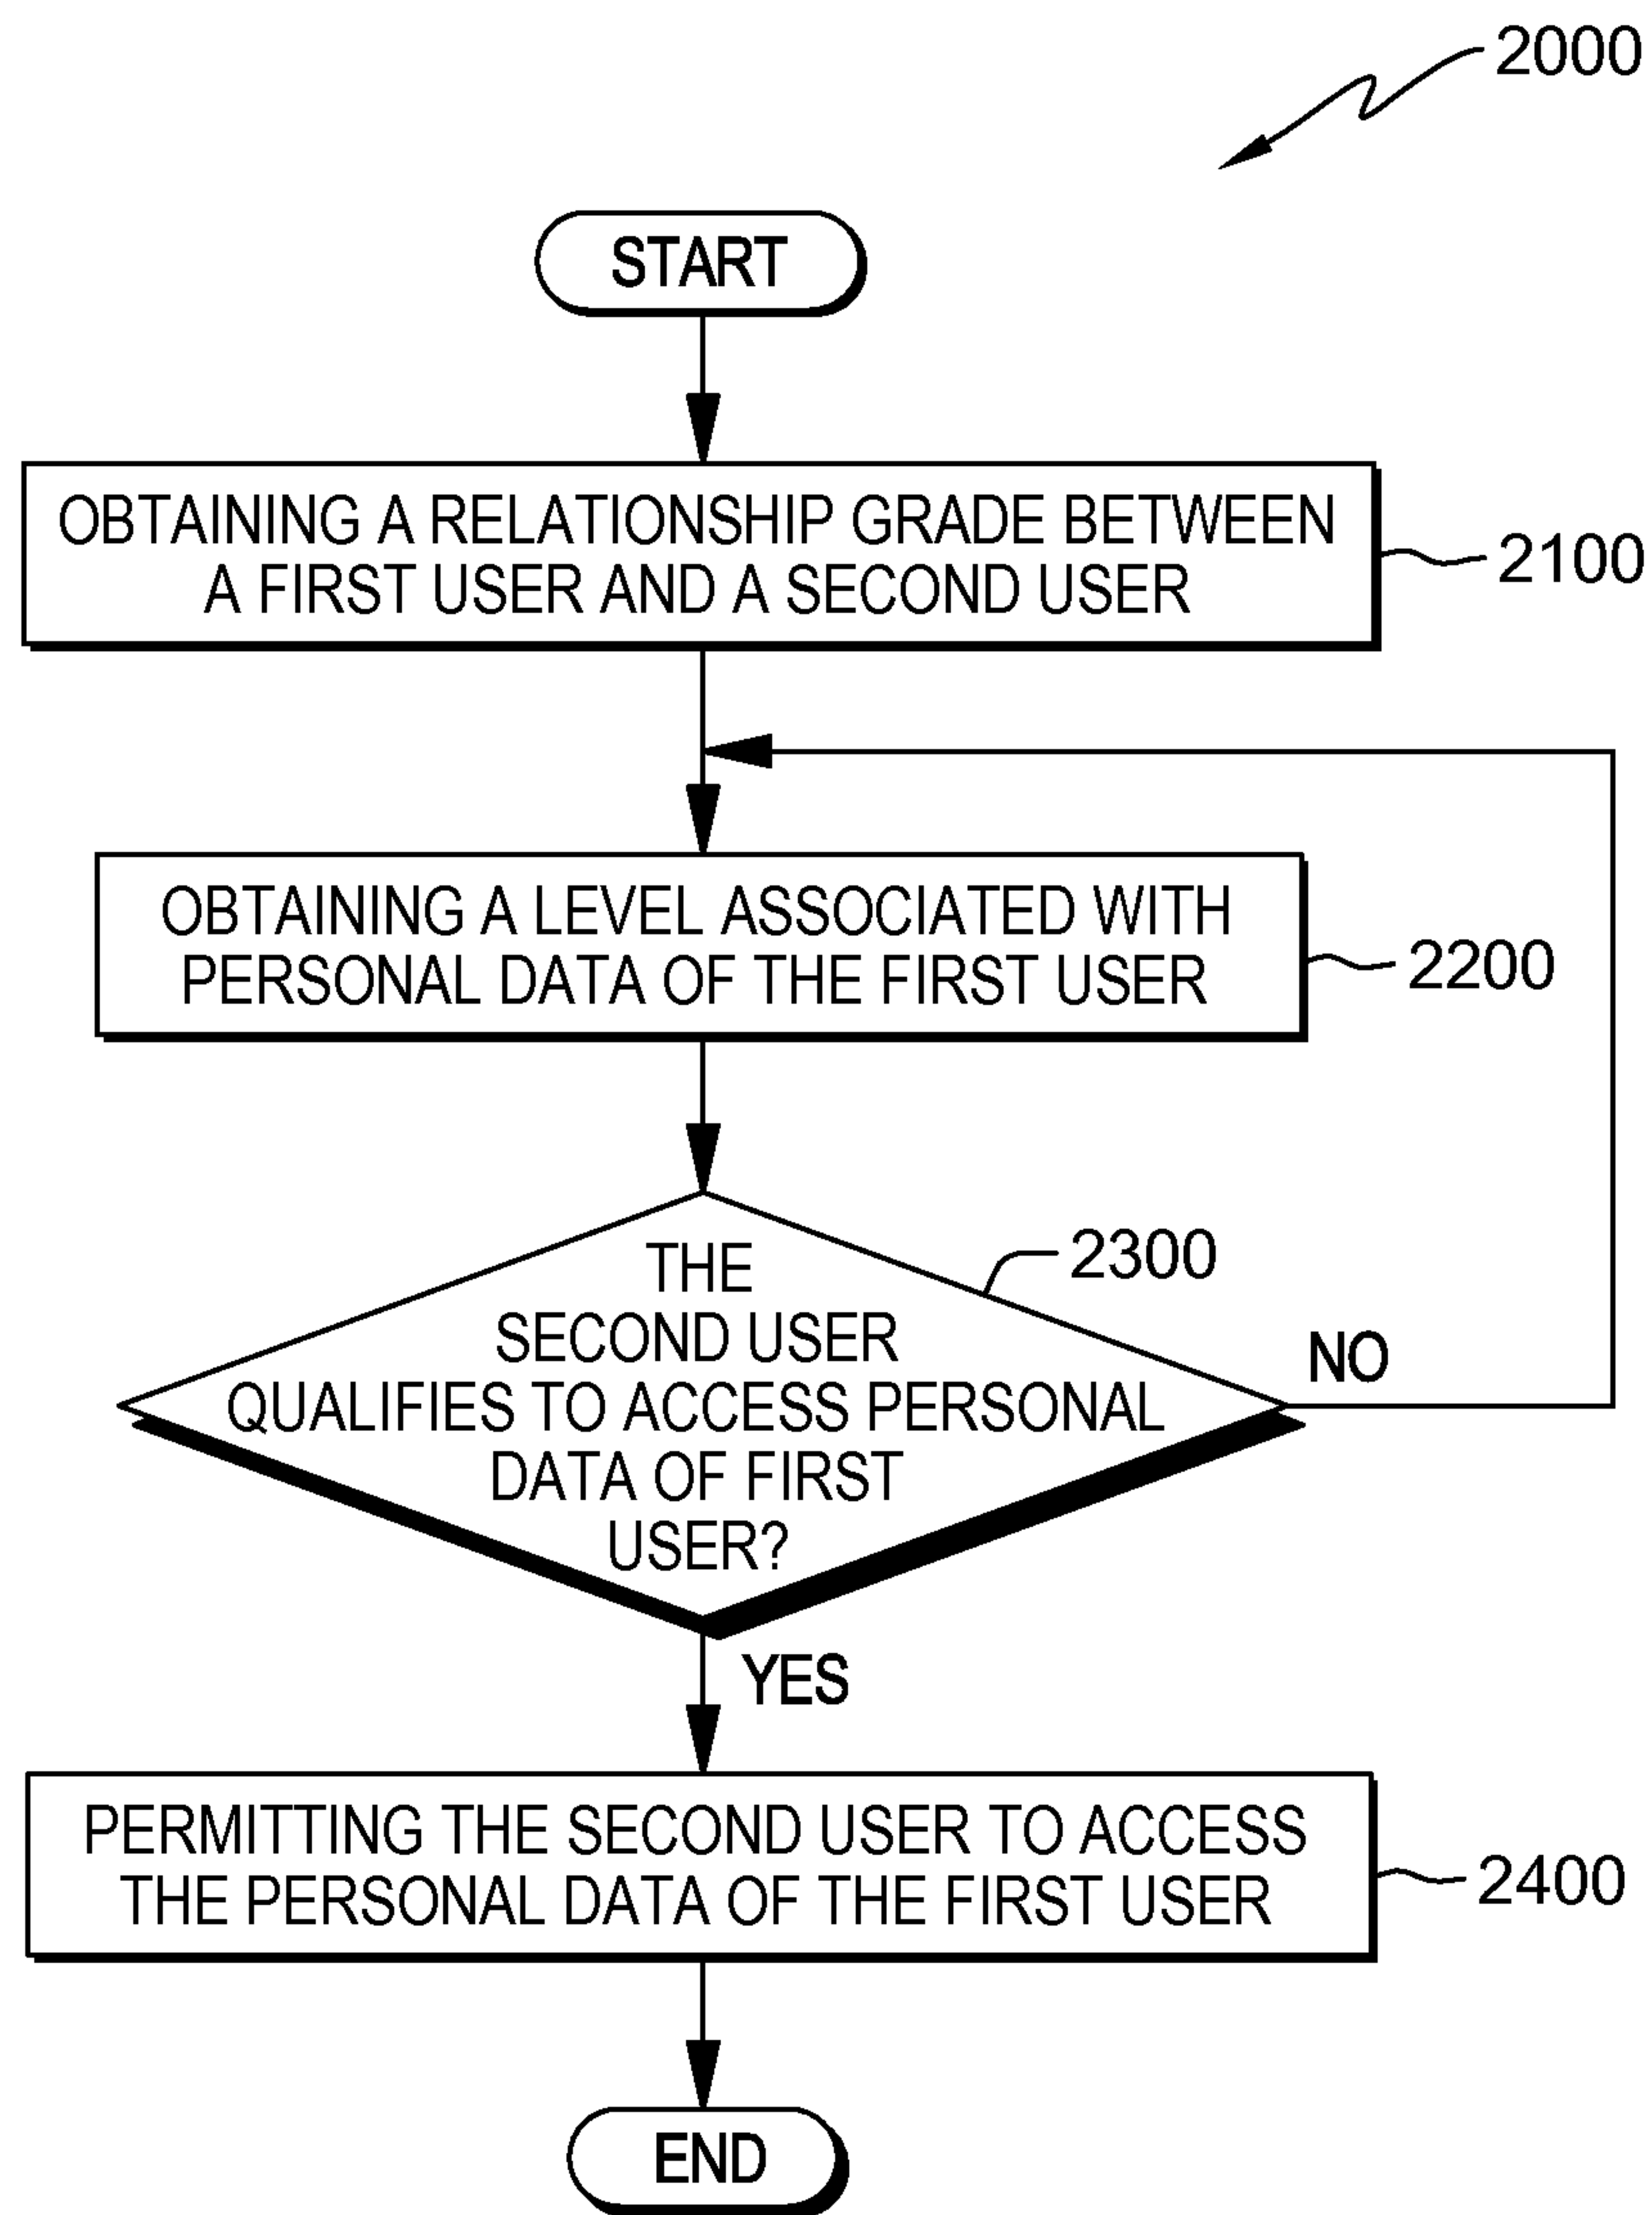 2000
START
OBTAINING A RELATIONSHIP GRADE BETWEEN
A FIRST USER AND A SECOND USER
2100
OBTAINING A LEVEL ASSOCIATED WITH
PERSONAL DATA OF THE FIRST USER
2200
THE
SECOND USER
QUALIFIES TO ACCESS PERSONAL
DATA OF FIRST
USER?
2300
NO
YES
PERMITTING THE SECOND USER TO ACCESS
THE PERSONAL DATA OF THE FIRST USER
2400
END